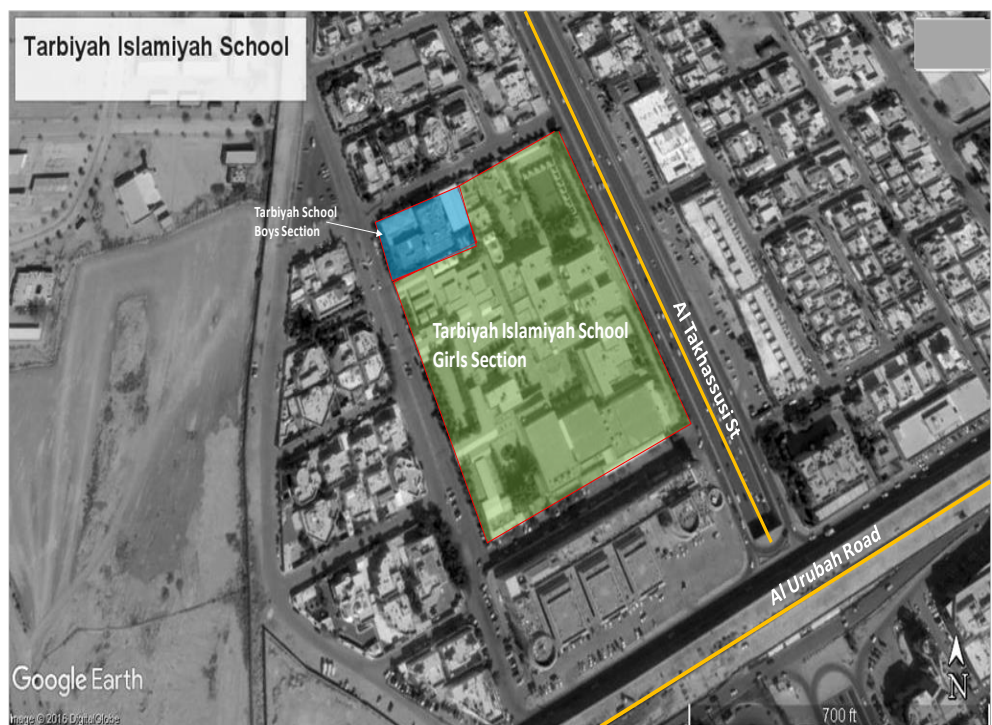 Tarbiyah Islamiyah School
Tarbiyah School
Boys Section
Tarbiyah Islamiyah School
Girls Section
Al Takhassusi St
Al Urubah Road
Google Earth
N
Image © 2016 DigitalGlobe
700 ft